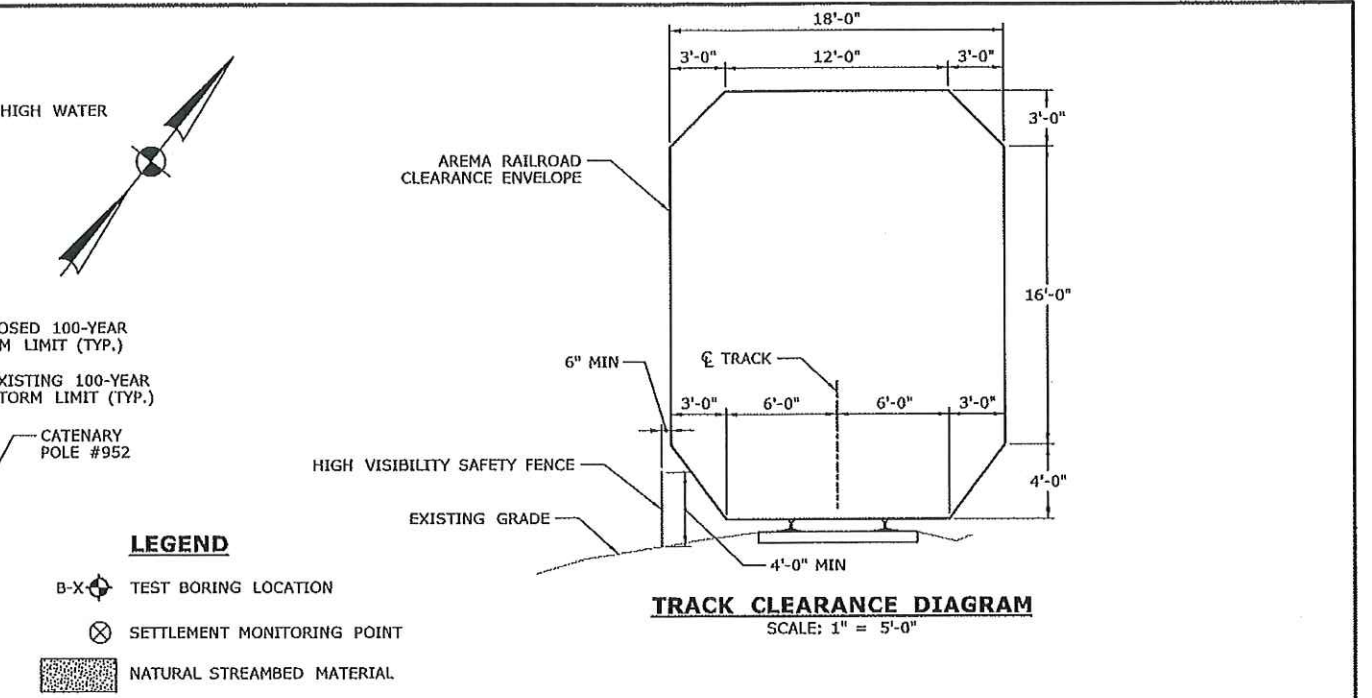 HIGH WATER
OSED 100-YEAR
M LIMIT (TYP.)
XISTING 100-YEAR
TORM LIMIT (TYP.)
CATENARY
POLE #952
LEGEND
B-X TEST BORING LOCATION
SETTLEMENT MONITORING POINT
NATURAL STREAMBED MATERIAL
18'-0"
3'-0" 12'-0" 3'-0"
3'-0"
AREMA RAILROAD
CLEARANCE ENVELOPE
16'-0"
6" MIN
℄ TRACK
3'-0" 6'-0" 6'-0" 3'-0"
HIGH VISIBILITY SAFETY FENCE
4'-0"
EXISTING GRADE
4'-0" MIN
TRACK CLEARANCE DIAGRAM
SCALE: 1" = 5'-0"